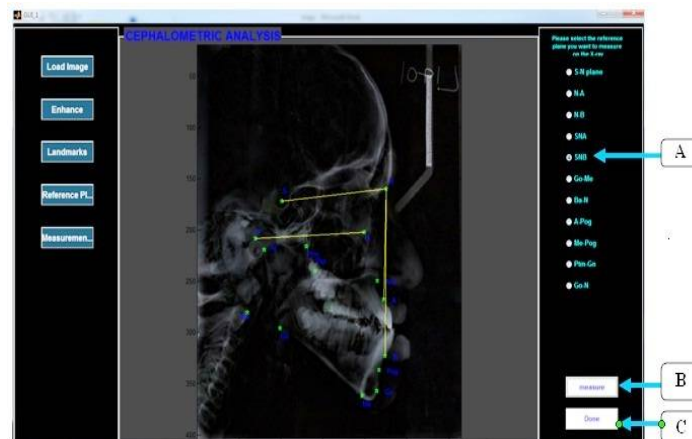 CEPHALOMETRIC ANALYSIS
Load Image
Enhance
Landmarks
Reference Pl...
Measuremen...
50
150
200
250
300
350
400
Please select the reference
plane you want to measure
on the X-ray
S-N plane
N-A
N-B
SNA
SNB
Go-Me
Ba-N
A-Pog
Me-Pog
Ptm-Gn
Go-N
measure
Done
A
B
C